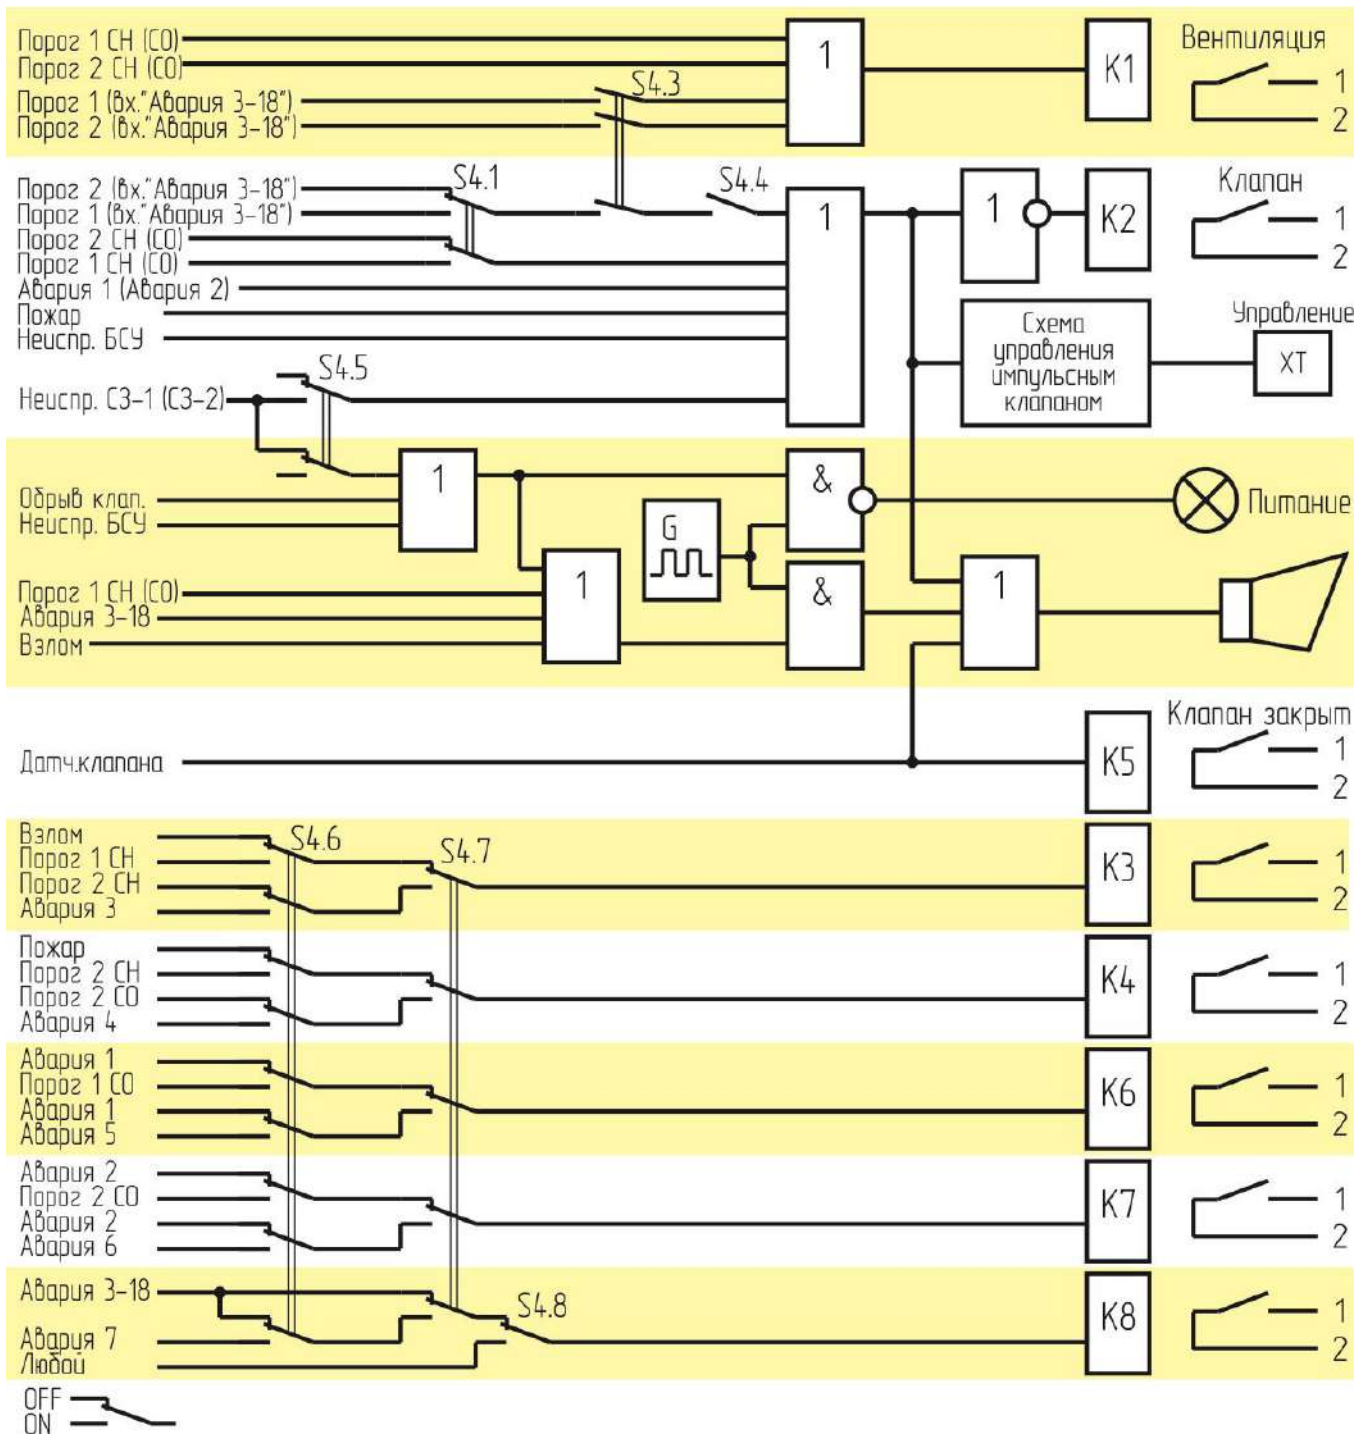 Порог 1 СН (СО)
Порог 2 СН (СО)
Порог 1 (вх."Авария 3-18")
Порог 2 (вх."Авария 3-18")
S4.3
1
К1
Вентиляция
1
2
Порог 2 (вх."Авария 3-18")
Порог 1 (вх."Авария 3-18")
Порог 2 СН (СО)
Порог 1 СН (СО)
Авария 1 (Авария 2)
Пожар
Неиспр. БСУ
S4.1
S4.4
1
1
К2
Клапан
1
2
Неиспр. СЗ-1 (СЗ-2)
S4.5
Схема
управления
импульсным
клапаном
Управление
ХТ
Обрыв клап.
Неиспр. БСУ
1
G
&
Питание
Порог 1 СН (СО)
Авария 3-18
Взлом
1
&
1
Датч.клапана
К5
Клапан закрыт
1
2
Взлом
Порог 1 СН
Порог 2 СН
Авария 3
S4.6
S4.7
К3
1
2
Пожар
Порог 2 СН
Порог 2 СО
Авария 4
К4
1
2
Авария 1
Порог 1 СО
Авария 1
Авария 5
К6
1
2
Авария 2
Порог 2 СО
Авария 2
Авария 6
К7
1
2
Авария 3-18
Авария 7
Любой
S4.8
К8
1
2
OFF
ON